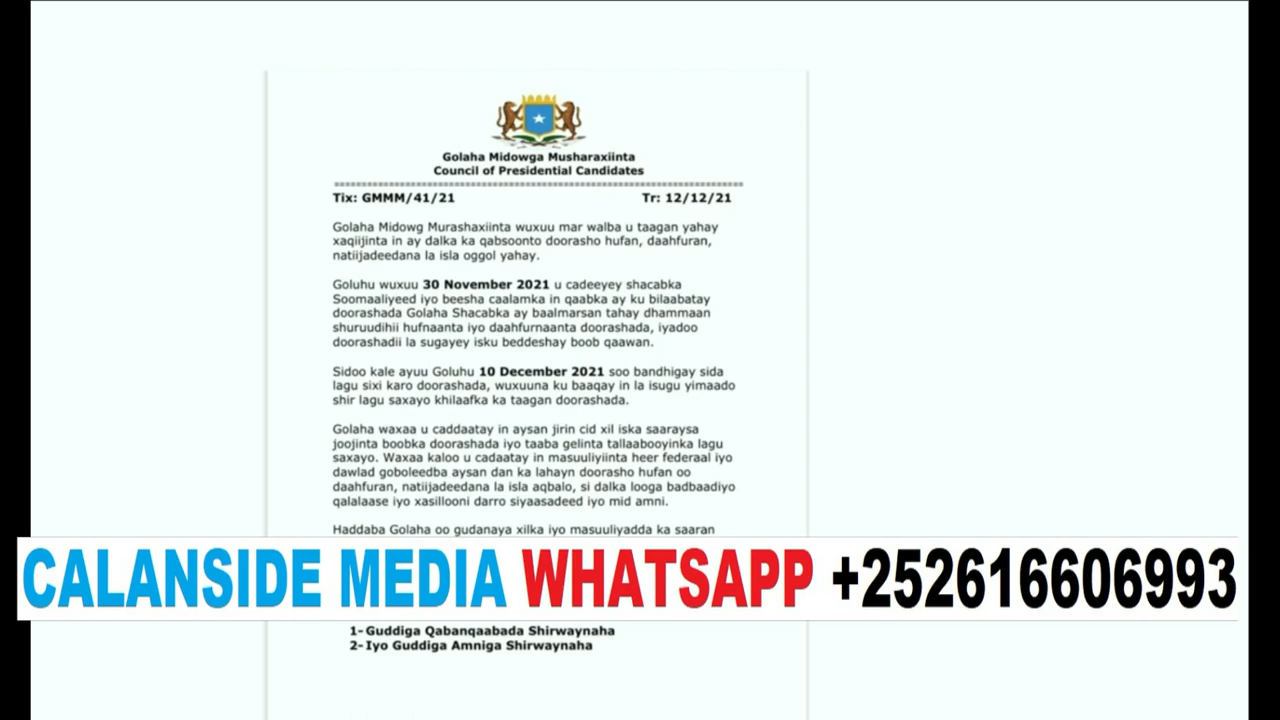 Golaha Midowga Musharaxiinta
Council of Presidential Candidates
Tix: GMMM/41/21 Tr: 12/12/21
Golaha Midowg Murashaxiinta wuxuu mar walba u taagan yahay
xaqiijinta in ay dalka ka qabsoonto doorasho hufan, daahfuran,
natiijadeedana la isla oggol yahay.
Goluhu wuxuu 30 November 2021 u cadeeyey shacabka
Soomaaliyeed iyo beesha caalamka in qaabka ay ku bilaabatay
doorashada Golaha Shacabka ay baalmarsan tahay dhammaan
shuruudihii hufnaanta iyo daahfurnaanta doorashada, iyadoo
doorashadii la sugayey isku beddeshay boob qaawan.
Sidoo kale ayuu Goluhu 10 December 2021 soo bandhigay sida
lagu sixi karo doorashada, wuxuuna ku baaqay in la isugu yimaado
shir lagu saxayo khilaafka ka taagan doorashada.
Golaha waxaa u caddaatay in aysan jirin cid xil iska saaraysa
joojinta boobka doorashada iyo taaba gelinta tallaabooyinka lagu
saxayo. Waxaa kaloo u cadaatay in masuuliyiinta heer federaal iyo
dawlad goboleedba aysan dan ka lahayn doorasho hufan oo
daahfuran, natiijadeedana la isla aqbalo, si dalka looga badbaadiyo
qalalaase iyo xasillooni darro siyaasadeed iyo mid amni.
Haddaba Golaha oo gudanaya xilka iyo masuuliyadda ka saaran
CALANSIDE MEDIA WHATSAPP +252616606993
1- Guddiga Qabanqaabada Shirwaynaha
2- Iyo Guddiga Amniga Shirwaynaha